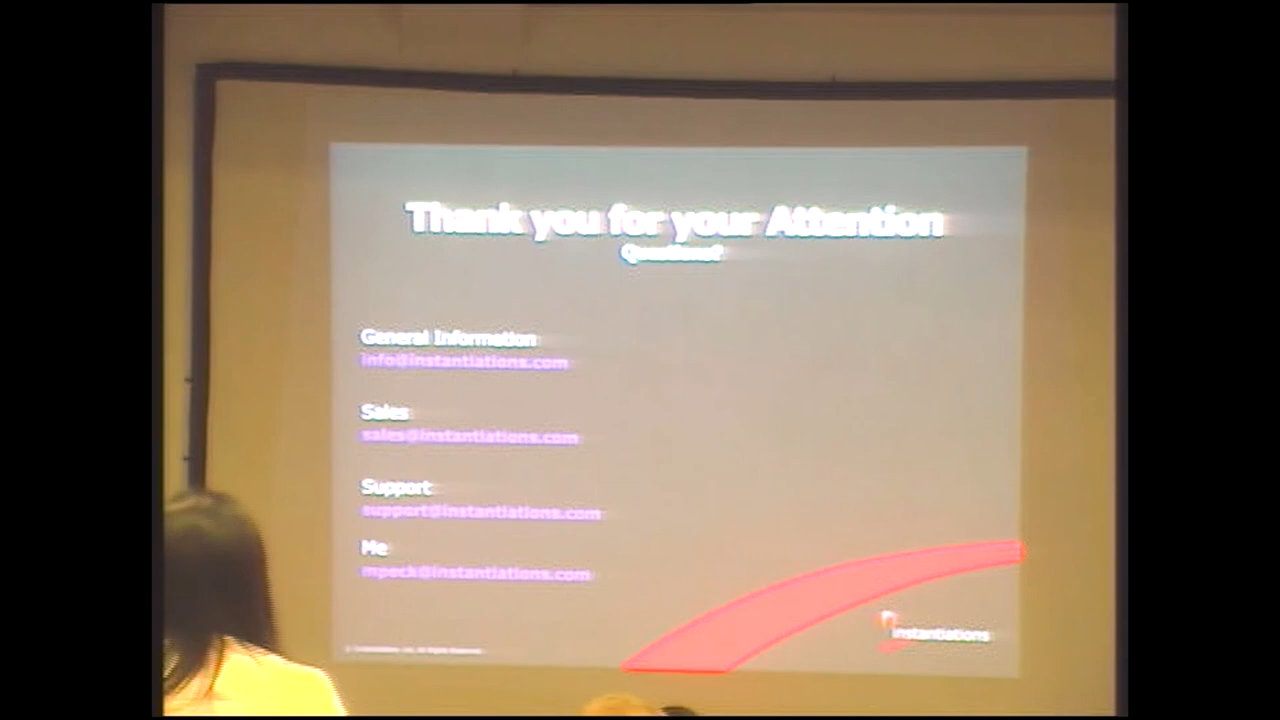 Thank you for your Attention
Questions?
General Information
info@instantiations.com
Sales
sales@instantiations.com
Support
support@instantiations.com
Me
mpeck@instantiations.com
instantiations